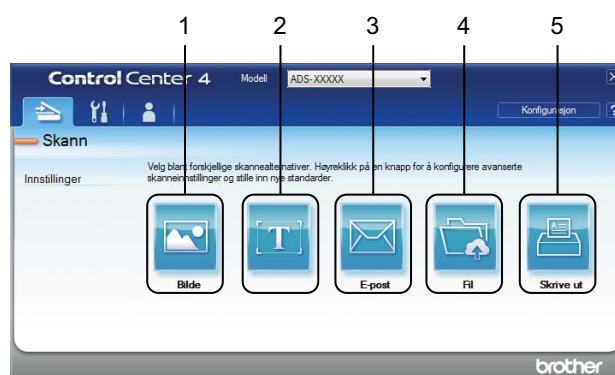 1 2 3 4 5
Control Center 4 Modell ADS-XXXXX
Konfigurasjon ?
Skann
Velg blant forskjellige skannealternativer. Høyreklikk på en knapp for å konfigurere avanserte
Innstillinger skanneinnstillinger og stille inn nye standarder.
T
Bilde E-post Fil Skrive ut
brother